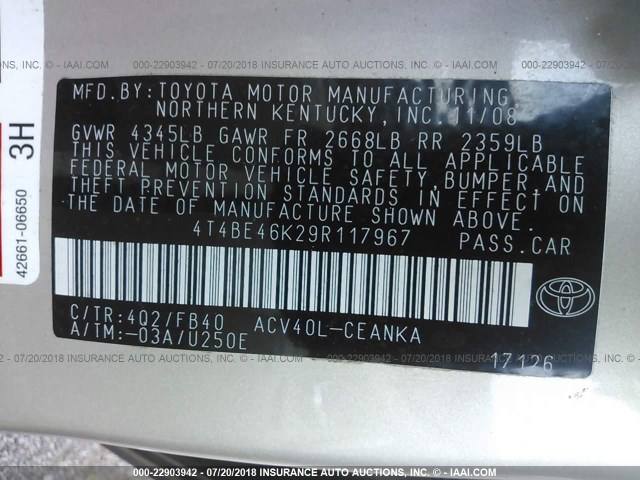 000-22903942 - 07/20/2018 INSURANCE AUTO AUCTIONS, INC. - IAAI.COM
MFD.BY:TOYOTA MOTOR MANUFACTURING,
NORTHERN KENTUCKY,INC.11/08
GVWR 4345LB GAWR FR 2668LB RR 2359LB
THIS VEHICLE CONFORMS TO ALL APPLICABLE
FEDERAL MOTOR VEHICLE SAFETY,BUMPER,AND
THEFT PREVENTION STANDARDS IN EFFECT ON
THE DATE OF MANUFACTURE SHOWN ABOVE.
4T4BE46K29R117967 PASS.CAR
C/TR:4Q2/FB40 ACV40L-CEANKA
A/TM:-03A/U250E 17126
TOYOTA
42661-06650 3H
000-22903942 - 07/20/2018 INSURANCE AUTO AUCTIONS, INC. - IAAI.COM